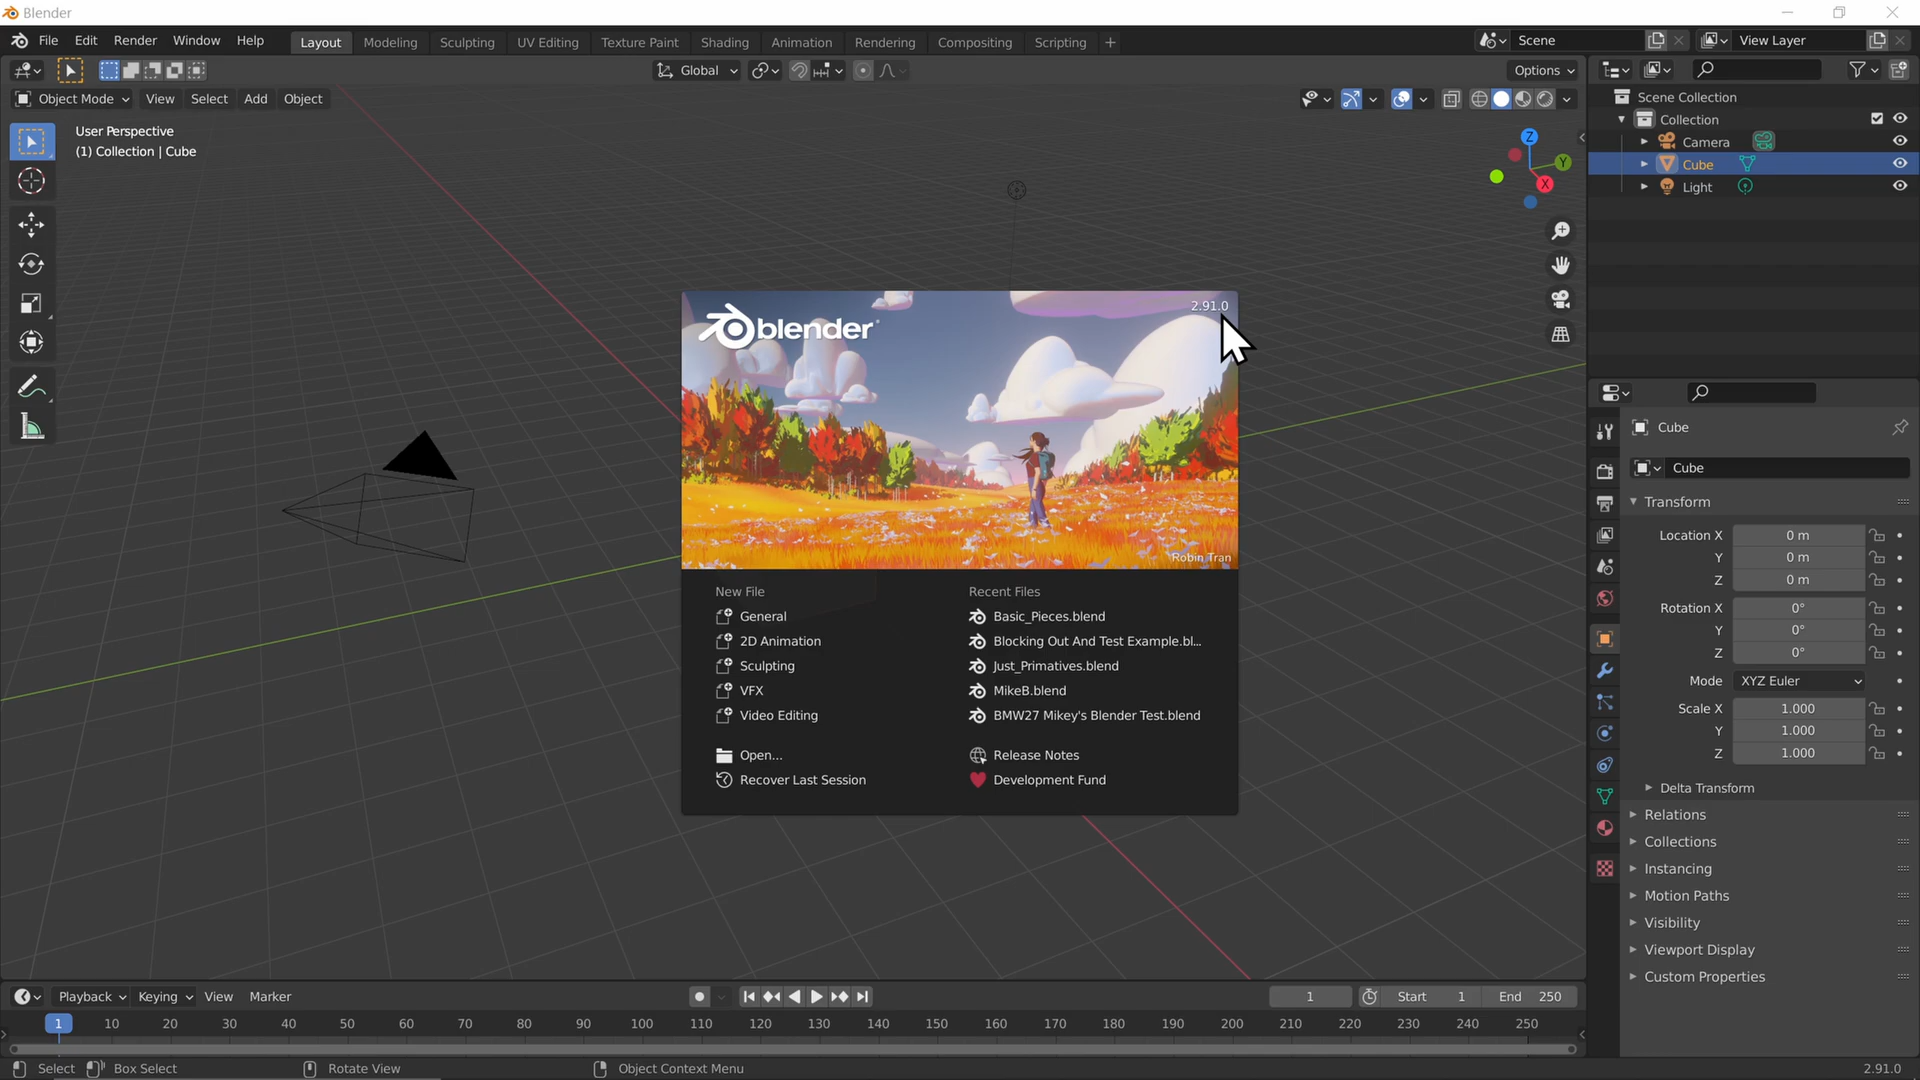 Blender
File Edit Render Window Help Layout Modeling Sculpting UV Editing Texture Paint Shading Animation Rendering Compositing Scripting + Scene View Layer
Global Options
Object Mode View Select Add Object
User Perspective
(1) Collection | Cube
Z
Y
X
Scene Collection
Collection
Camera
Cube
Light
2.91.0
blender
Robin Tran
New File
General
2D Animation
Sculpting
VFX
Video Editing
Open...
Recover Last Session
Recent Files
Basic_Pieces.blend
Blocking Out And Test Example.bl...
Just_Primatives.blend
MikeB.blend
BMW27 Mikey's Blender Test.blend
Release Notes
Development Fund
Cube
Cube
Transform
Location X 0 m
Y 0 m
Z 0 m
Rotation X 0°
Y 0°
Z 0°
Mode XYZ Euler
Scale X 1.000
Y 1.000
Z 1.000
Delta Transform
Relations
Collections
Instancing
Motion Paths
Visibility
Viewport Display
Custom Properties
Playback Keying View Marker 1 Start 1 End 250
1 10 20 30 40 50 60 70 80 90 100 110 120 130 140 150 160 170 180 190 200 210 220 230 240 250
Select Box Select Rotate View Object Context Menu 2.91.0